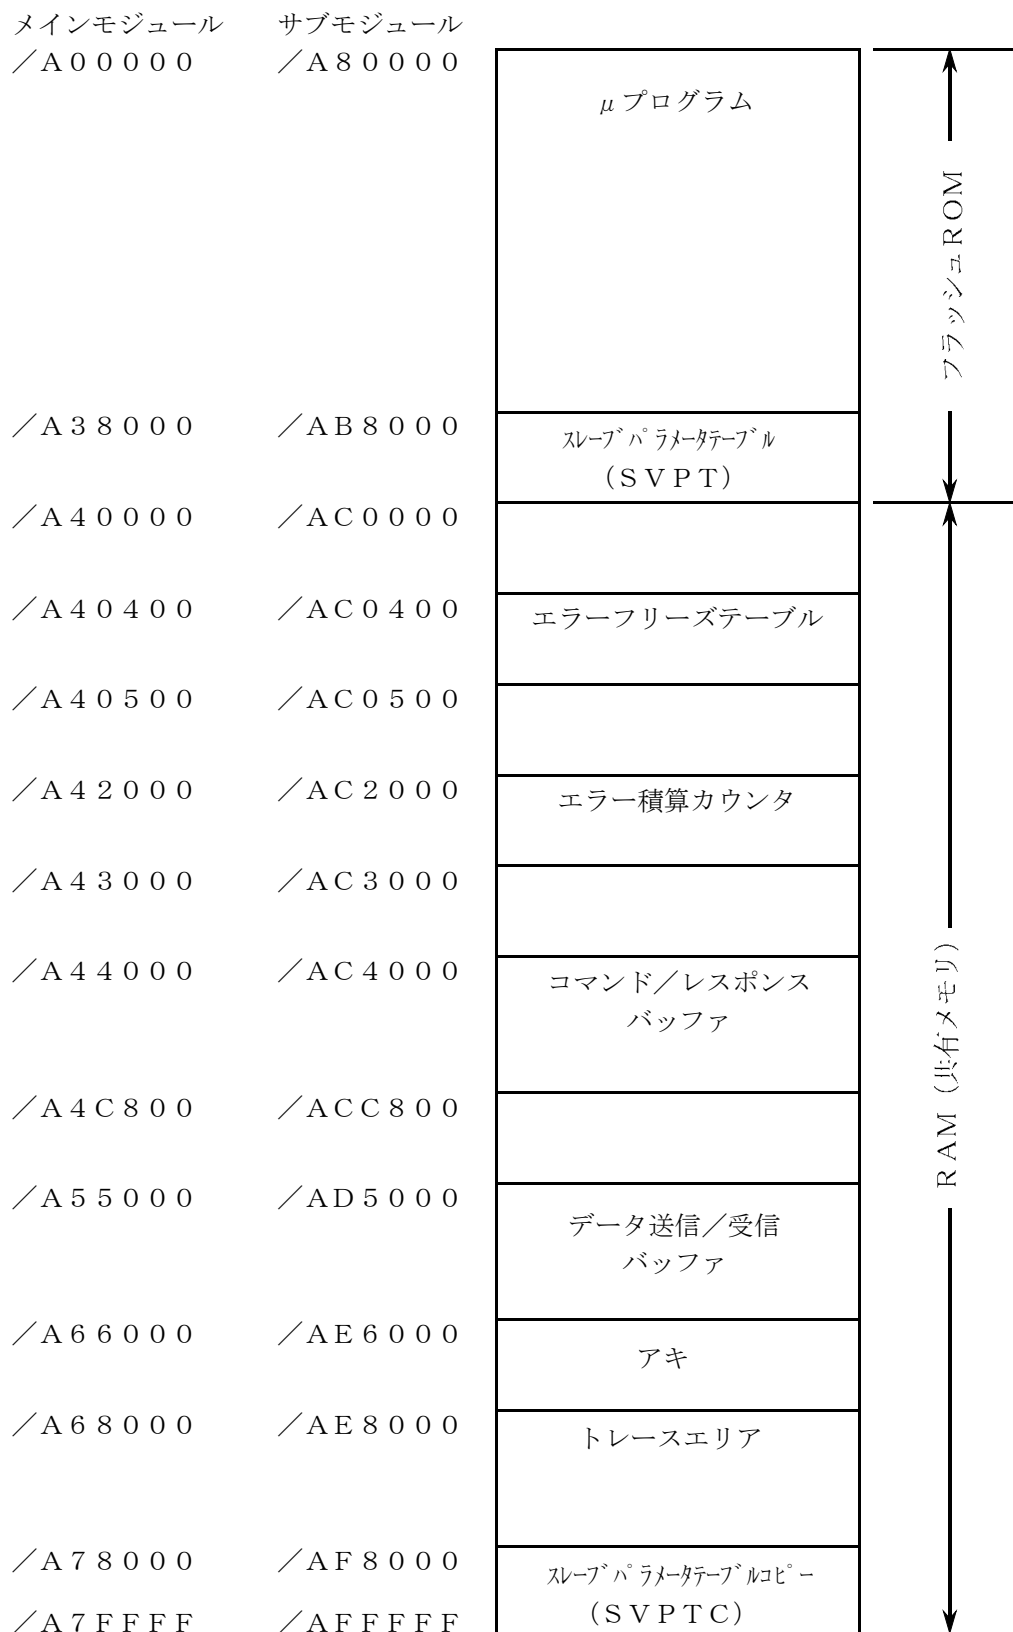 メインモジュール　　サブモジュール
／Ａ０００００　　／Ａ８００００
μプログラム
フラッシュＲＯＭ
／Ａ３８０００　　／ＡＢ８０００　　ｽﾚｰﾌﾞﾊﾟﾗﾒｰﾀﾃｰﾌﾞﾙ
（ＳＶＰＴ）
／Ａ４００００　　／ＡＣ００００
／Ａ４０４００　　／ＡＣ０４００　　エラーフリーズテーブル
／Ａ４０５００　　／ＡＣ０５００
／Ａ４２０００　　／ＡＣ２０００　　エラー積算カウンタ
／Ａ４３０００　　／ＡＣ３０００
／Ａ４４０００　　／ＡＣ４０００　　コマンド／レスポンス
バッファ
ＲＡＭ（共有メモリ）
／Ａ４Ｃ８００　　／ＡＣＣ８００
／Ａ５５０００　　／ＡＤ５０００
データ送信／受信
バッファ
／Ａ６６０００　　／ＡＥ６０００
アキ
／Ａ６８０００　　／ＡＥ８０００　　トレースエリア
／Ａ７８０００　　／ＡＦ８０００　　ｽﾚｰﾌﾞﾊﾟﾗﾒｰﾀﾃｰﾌﾞﾙｺﾋﾟｰ
／Ａ７ＦＦＦＦ　　／ＡＦＦＦＦＦ　　（ＳＶＰＴＣ）